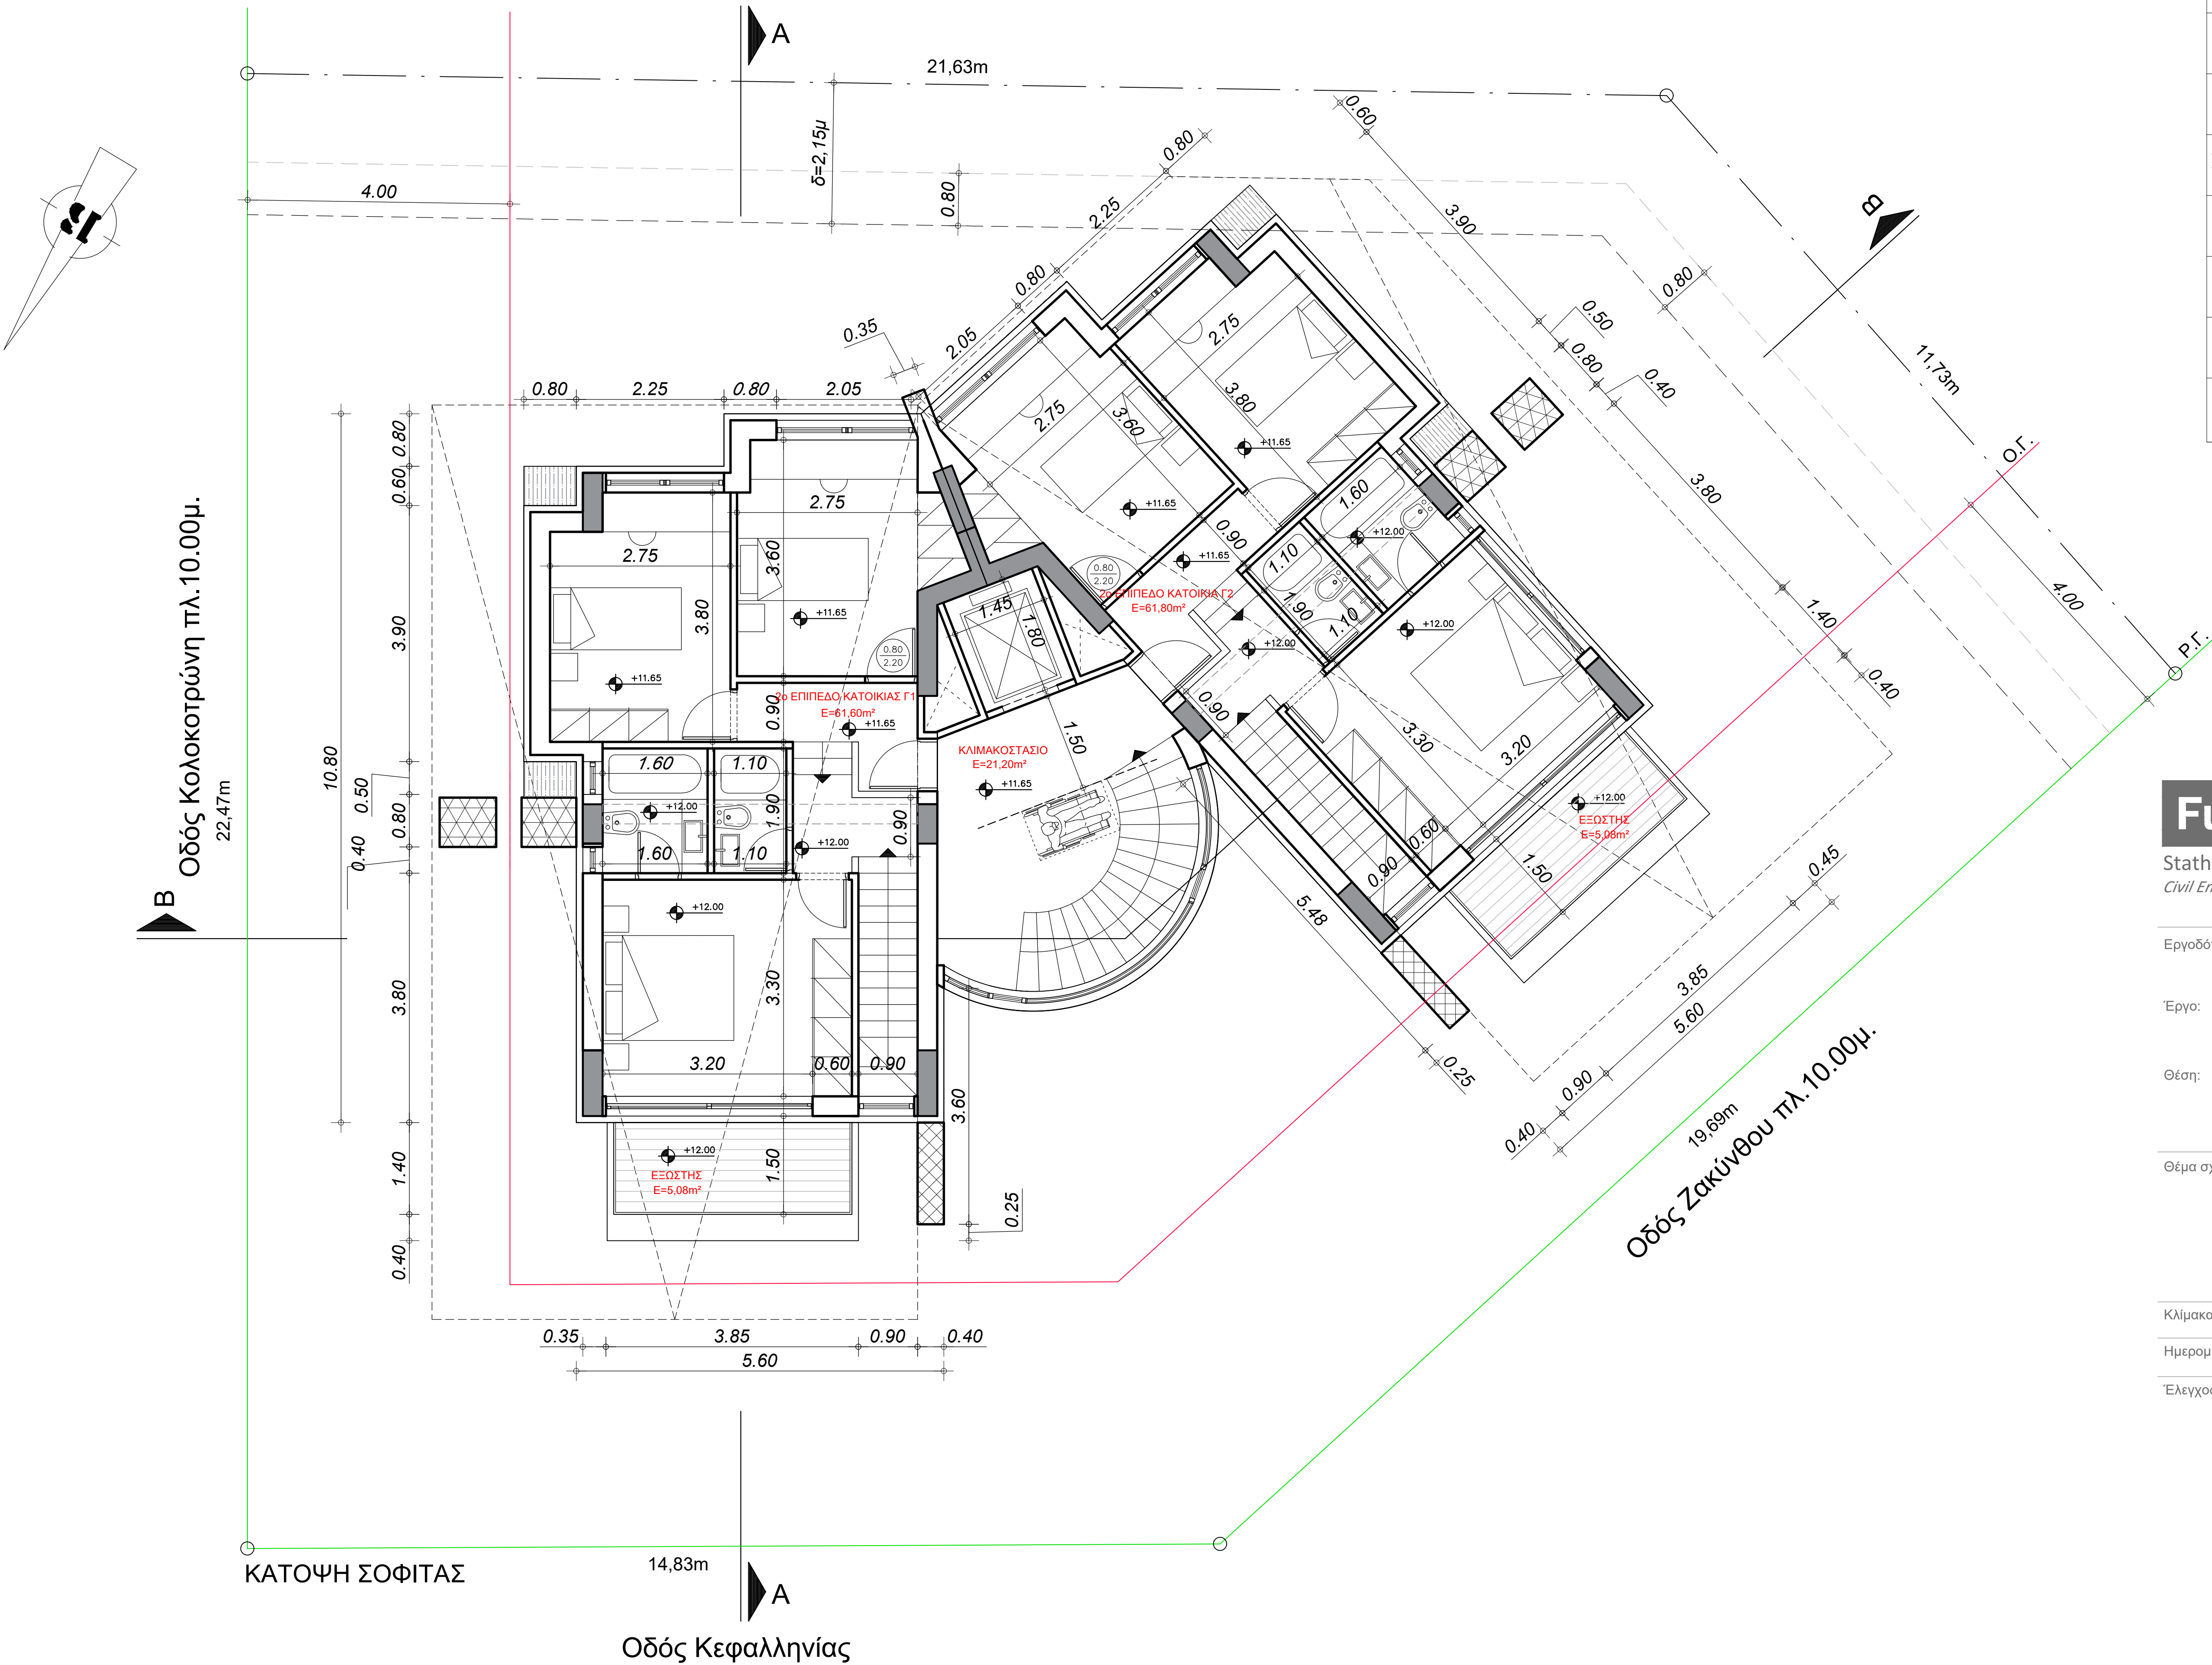 A
21,63m
δ=2,15μ
0.80
4.00
0.80
2.25
0.80
2.05
0.35
0.60
3.90
0.80
0.50
0.80
0.40
B
11,73m
Ο.Γ.
Ρ.Γ.
3.80
4.00
1.40
0.40
0.80
2.25
0.80
2.05
0.80
0.60
3.90
10.80
0.50
0.80
0.40
3.80
1.40
0.40
Οδός Κολοκοτρώνη πλ.10.00μ.
22,47m
B
2.75
3.80
+11.65
2.75
3.60
+11.65
0.80
2.20
0.90
2ο ΕΠΙΠΕΔΟ ΚΑΤΟΙΚΙΑΣ Γ1
Ε=61,60m²
+11.65
1.60
1.10
1.90
+12.00
1.60
1.10
+12.00
0.90
+12.00
3.30
3.20
0.60
0.90
+12.00
ΕΞΩΣΤΗΣ
Ε=5,08m²
1.50
3.60
0.25
0.35
3.85
0.90
0.40
5.60
1.45
1.80
1.50
ΚΛΙΜΑΚΟΣΤΑΣΙΟ
Ε=21,20m²
+11.65
2.75
3.60
+11.65
2.75
3.80
+11.65
0.80
2.20
0.90
+11.65
2ο ΕΠΙΠΕΔΟ ΚΑΤΟΙΚΙΑ Γ2
Ε=61,80m²
1.60
+12.00
1.10
1.90
1.10
+12.00
+12.00
0.90
3.30
3.20
0.60
0.90
+12.00
ΕΞΩΣΤΗΣ
Ε=5,08m²
1.50
5.48
0.25
0.45
3.85
5.60
0.90
0.40
19,69m
Οδός Ζακύνθου πλ.10.00μ.
ΚΑΤΟΨΗ ΣΟΦΙΤΑΣ
14,83m
A
Οδός Κεφαλληνίας
Fu
Stath
Civil En
Εργοδό
Έργο:
Θέση:
Θέμα σχ
Κλίμακα
Ημερομ
Έλεγχος